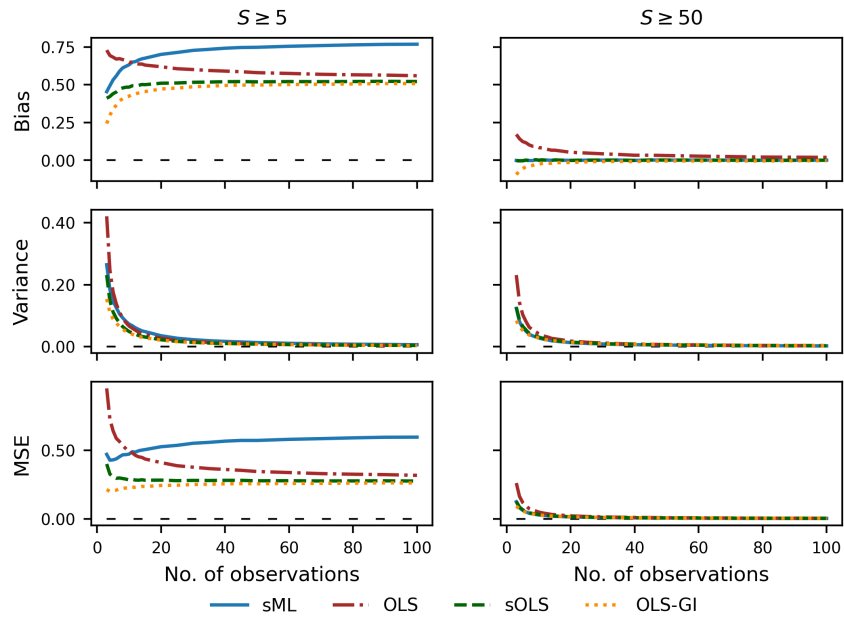 S ≥ 5 S ≥ 50
Bias
0.75
0.50
0.25
0.00
Variance
0.40
0.20
0.00
MSE
0.50
0.00
0 20 40 60 80 100 0 20 40 60 80 100
No. of observations No. of observations
sML OLS sOLS OLS-GI